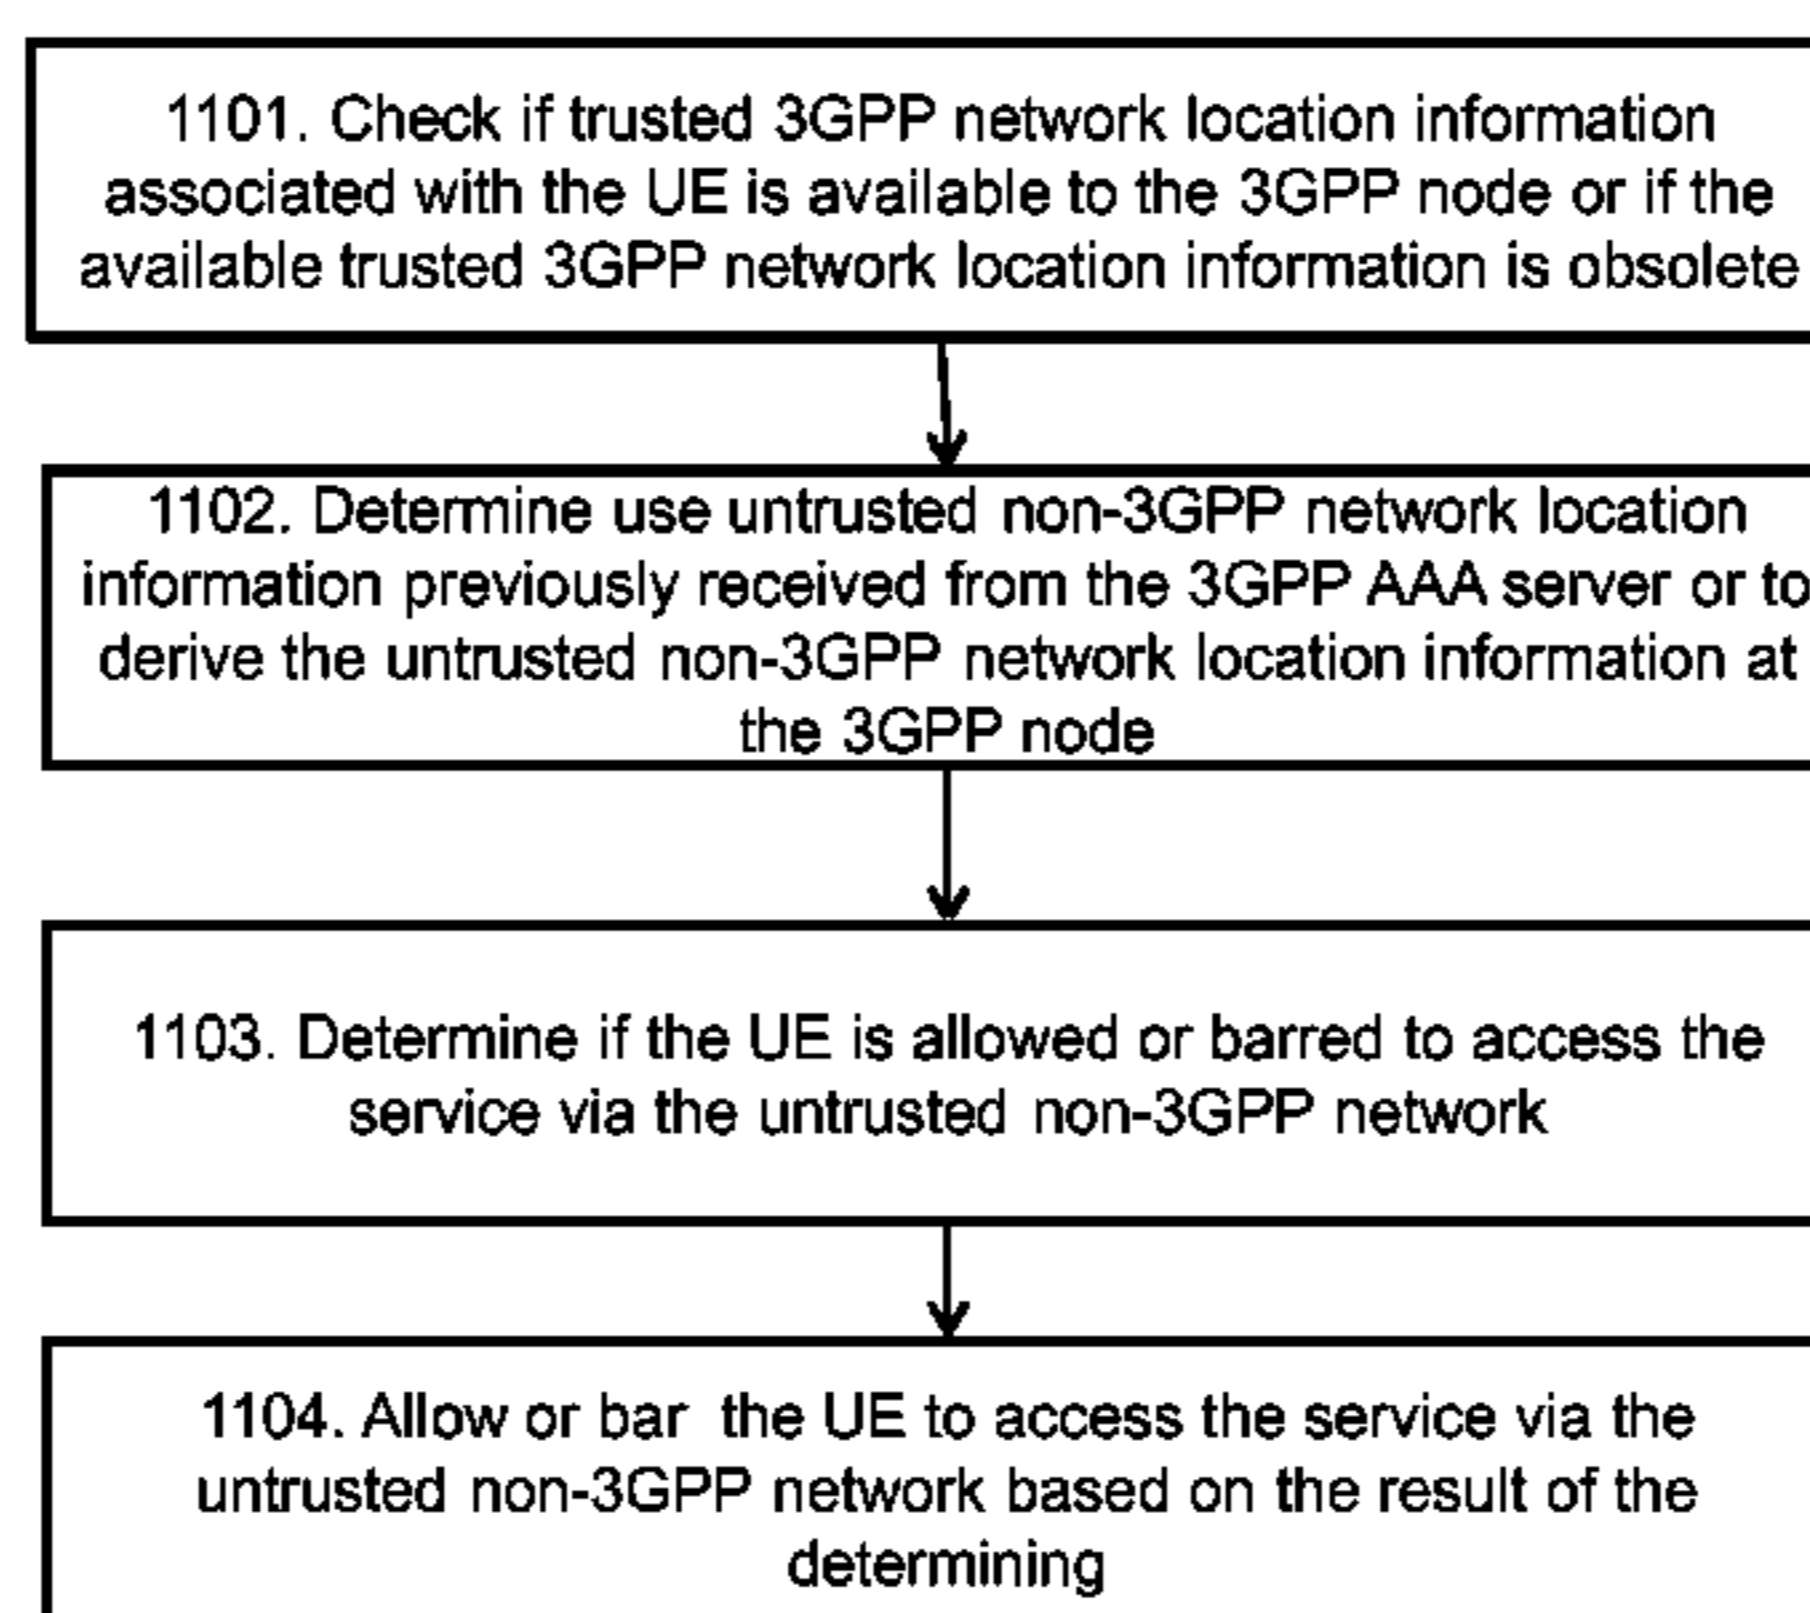 1101. Check if trusted 3GPP network location information
associated with the UE is available to the 3GPP node or if the
available trusted 3GPP network location information is obsolete
1102. Determine use untrusted non-3GPP network location
information previously received from the 3GPP AAA server or to
derive the untrusted non-3GPP network location information at
the 3GPP node
1103. Determine if the UE is allowed or barred to access the
service via the untrusted non-3GPP network
1104. Allow or bar the UE to access the service via the
untrusted non-3GPP network based on the result of the
determining